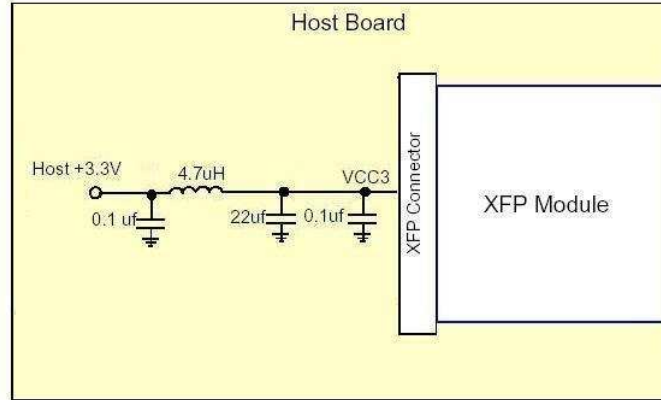 Host Board
Host +3.3V
4.7uH
VCC3
0.1 uf
22uf
0.1uf
XFP Connector
XFP Module